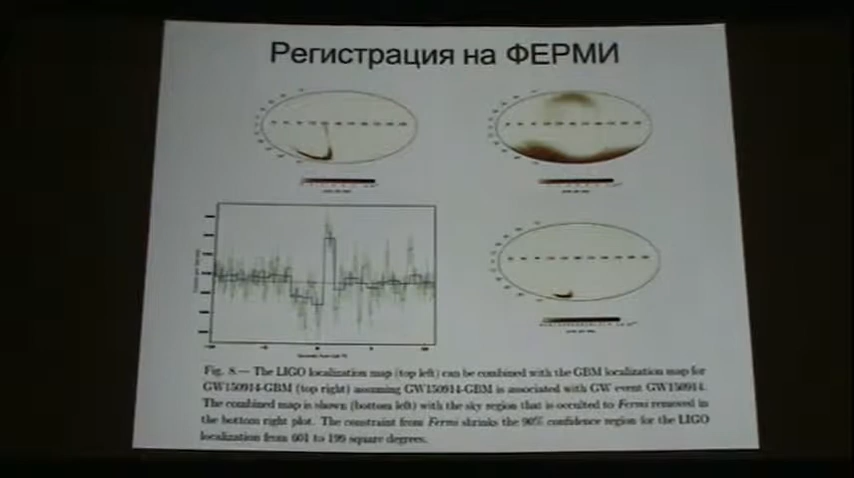 Регистрация на ФЕРМИ
Fig. 8.— The LIGO localization map (top left) can be combined with the GBM localization map for
GW150914-GBM (top right) assuming GW150914-GBM is associated with GW event GW150914.
The combined map is shown (bottom left) with the sky region that is occulted to Fermi removed in
the bottom right plot. The constraint from Fermi shrinks the 90% confidence region for the LIGO
localization from 601 to 199 square degrees.